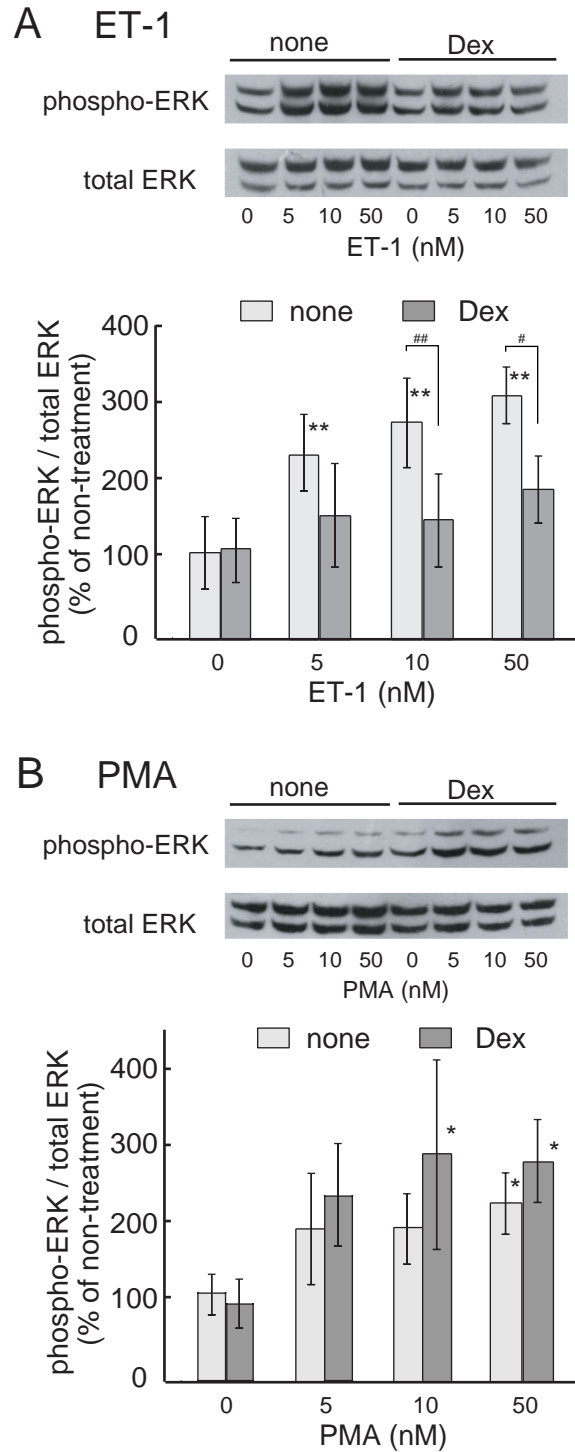 A ET-1
none Dex
phospho-ERK
total ERK
0 5 10 50 0 5 10 50
ET-1 (nM)
none Dex
phospho-ERK / total ERK
(% of non-treatment)
400
300
200
100
0
**
**
##
**
#
0 5 10 50
ET-1 (nM)
B PMA
none Dex
phospho-ERK
total ERK
0 5 10 50 0 5 10 50
PMA (nM)
none Dex
phospho-ERK / total ERK
(% of non-treatment)
400
300
200
100
0
*
*
*
0 5 10 50
PMA (nM)